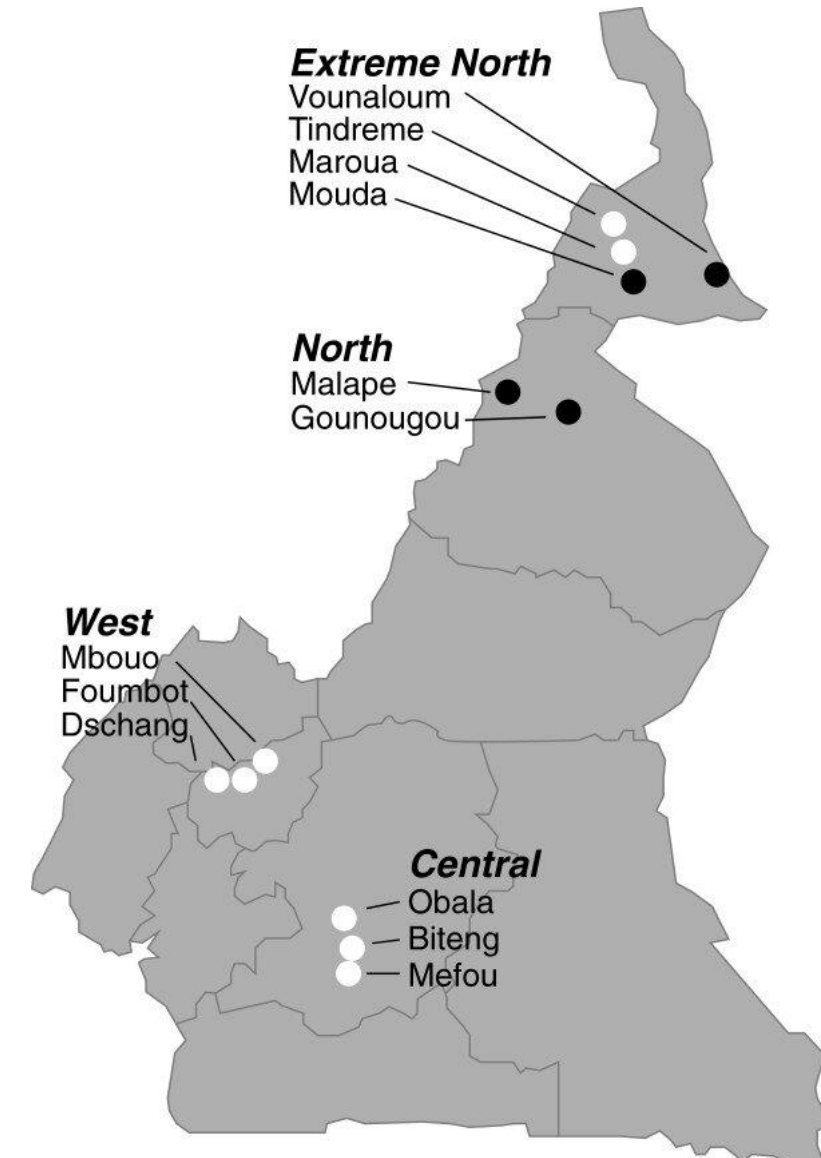 Extreme North
Vounaloum
Tindreme
Maroua
Mouda
North
Malape
Gounougou
West
Mbouo
Foumbot
Dschang
Central
Obala
Biteng
Mefou